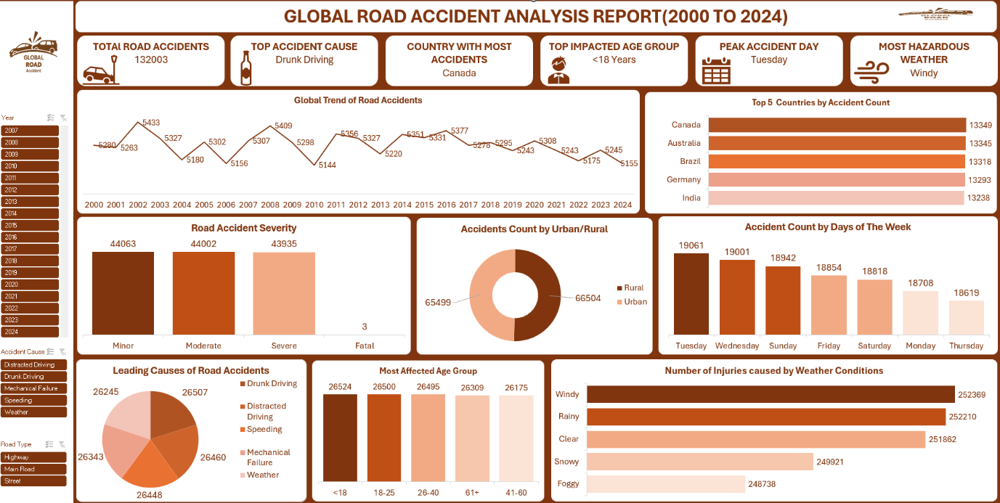 GLOBAL ROAD ACCIDENT ANALYSIS REPORT(2000 TO 2024)
GLOBAL
ROAD
Accident
TOTAl ROAD ACCIDENTS
132003
TOP ACCIDENT CAUSE
Drunk Driving
COUNTRY WITH MOST
ACCIDENTS
Canada
TOP IMPACTED AGE GROUP
<18 Years
PEAK ACCIDENT DAY
Tuesday
MOST HAZARDOUS
WEATHER
Windy
Year
2007
2008
2009
2010
2011
2012
2013
2014
2015
2016
2017
2018
2019
2020
2021
2022
2023
2024
Accident Cause
Distracted Driving
Drunk Driving
Mechanical Failure
Speeding
Weather
Road Type
Highway
Main Road
Street
Global Trend of Road Accidents
5280 5263 5433 5327 5180 5302 5156 5307 5409 5298 5144 5356 5327 5220 5351 5331 5377 5278 5295 5243 5308 5243 5175 5245 5155
2000 2001 2002 2003 2004 2005 2006 2007 2008 2009 2010 2011 2012 2013 2014 2015 2016 2017 2018 2019 2020 2021 2022 2023 2024
Top 5 Countries by Accident Count
Canada 13349
Australia 13345
Brazil 13318
Germany 13293
India 13238
Road Accident Severity
44063 44002 43935 3
Minor Moderate Severe Fatal
Accidents Count by Urban/Rural
65499 66504
Rural
Urban
Accident Count by Days of The Week
19061 19001 18942 18854 18818 18708 18619
Tuesday Wednesday Sunday Friday Saturday Monday Thursday
Leading Causes of Road Accidents
26245 26507
26343 26460
26448
Drunk Driving
Distracted
Driving
Speeding
Mechanical
Failure
Weather
Most Affected Age Group
26524 26500 26495 26309 26175
<18 18-25 26-40 61+ 41-60
Number of Injuries caused by Weather Conditions
Windy 252369
Rainy 252210
Clear 251862
Snowy 249921
Foggy 248738